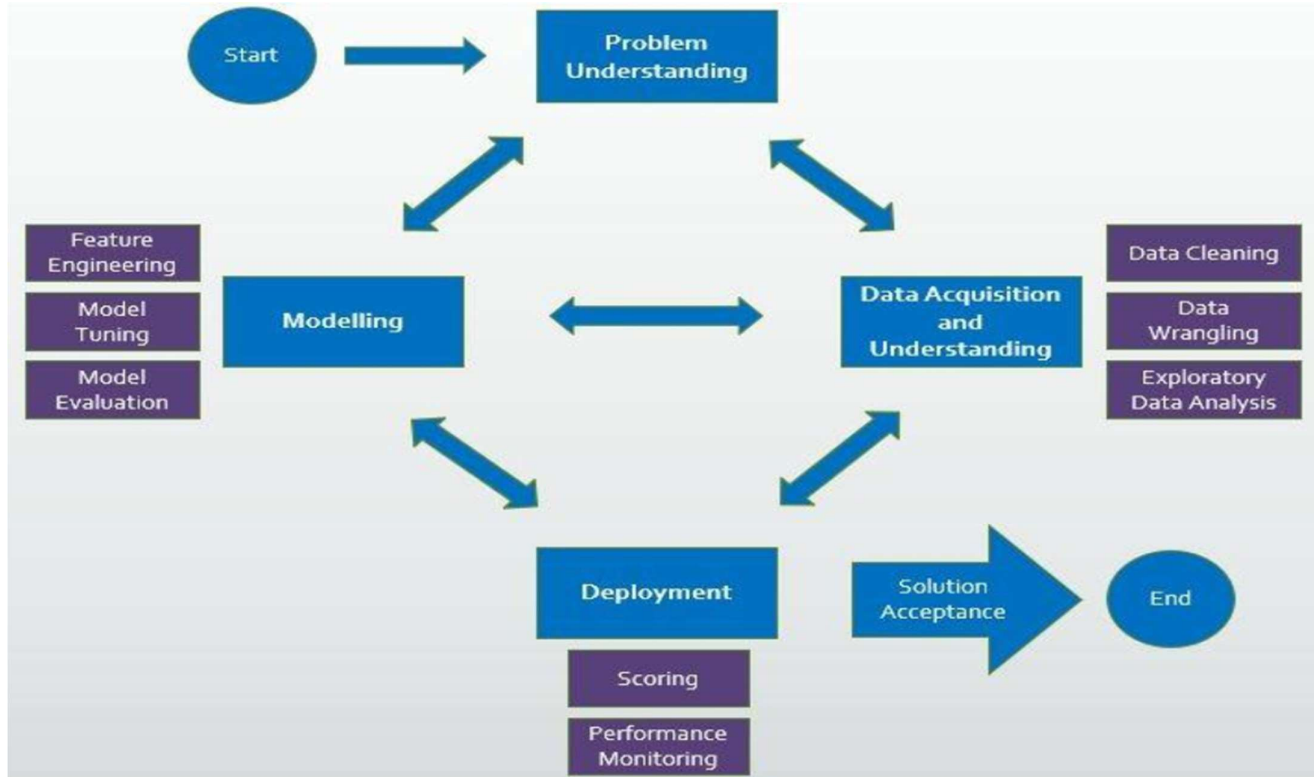 Start
Problem
Understanding
Feature
Engineering
Model
Tuning
Model
Evaluation
Modelling
Data Acquisition
and
Understanding
Data Cleaning
Data
Wrangling
Exploratory
Data Analysis
Deployment
Scoring
Performance
Monitoring
Solution
Acceptance
End